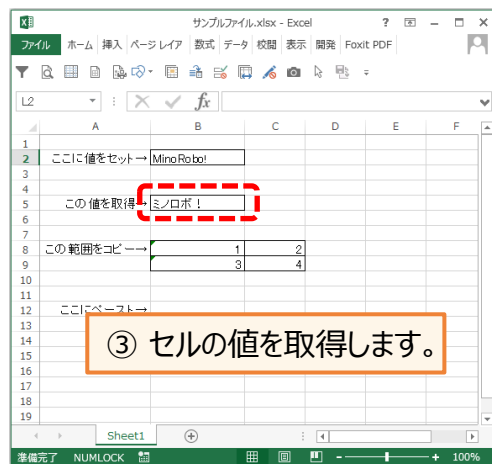 サンプルファイル.xlsx - Excel
?
ファイル ホーム 挿入 ページ レイア 数式 データ 校閲 表示 開発 Foxit PDF
L2 fx
A B C D E F
1
2 ここに値をセット→ MinoRobo!
3
4
5 この値を取得→ ミノロボ！
6
7
8 この範囲をコピー→ 1 2
9 3 4
10
11
12 ここにペースト→
13
14
15
16
17
18
19
③ セルの値を取得します。
Sheet1
準備完了 NUMLOCK 100%